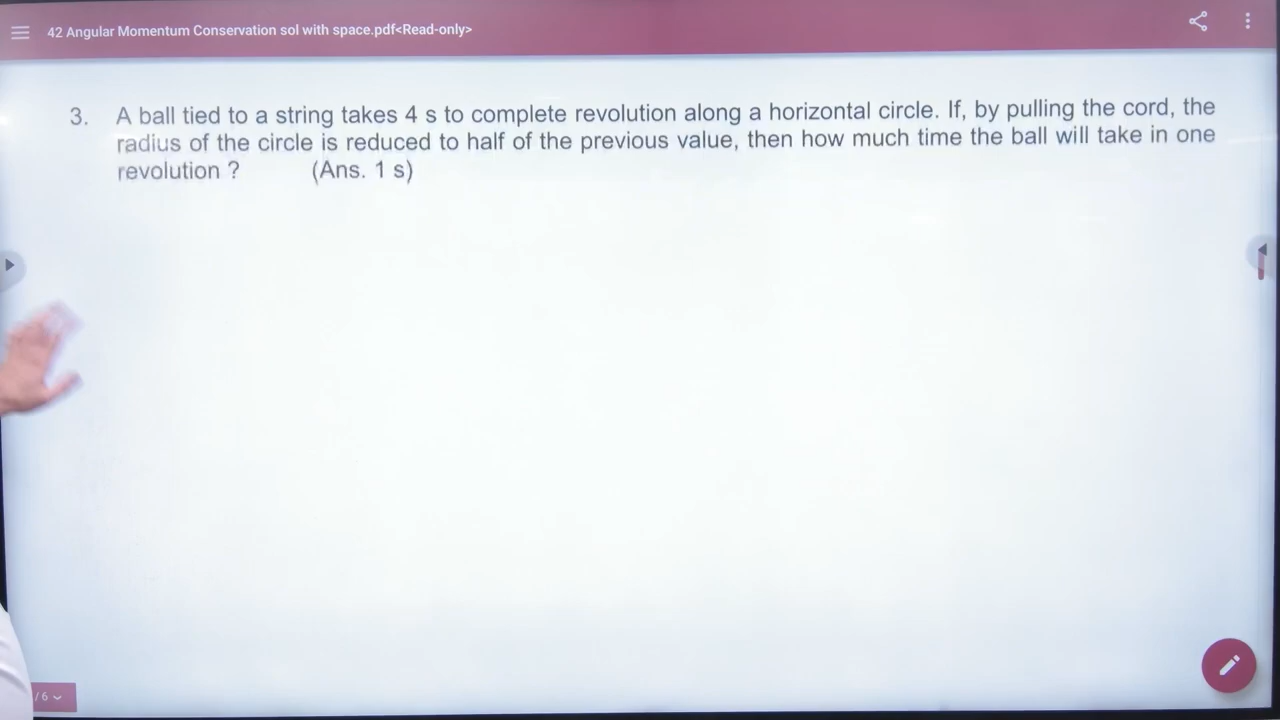 42 Angular Momentum Conservation sol with space.pdf<Read-only>
3. A ball tied to a string takes 4 s to complete revolution along a horizontal circle. If, by pulling the cord, the
radius of the circle is reduced to half of the previous value, then how much time the ball will take in one
revolution ? (Ans. 1 s)
/ 6